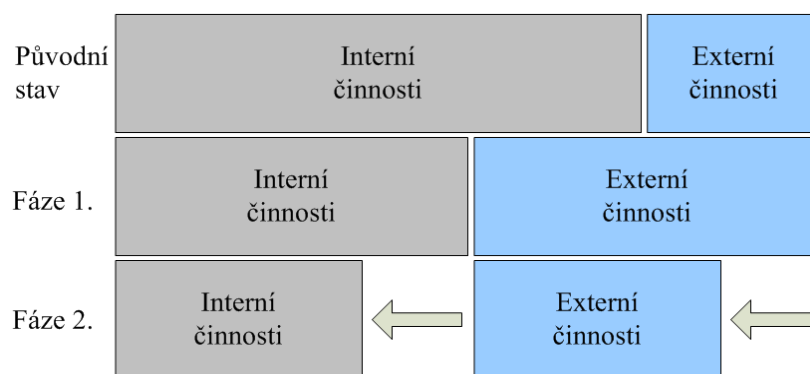 Původní
stav
Interní
činnosti
Externí
činnosti
Fáze 1.
Interní
činnosti
Externí
činnosti
Fáze 2.
Interní
činnosti
Externí
činnosti